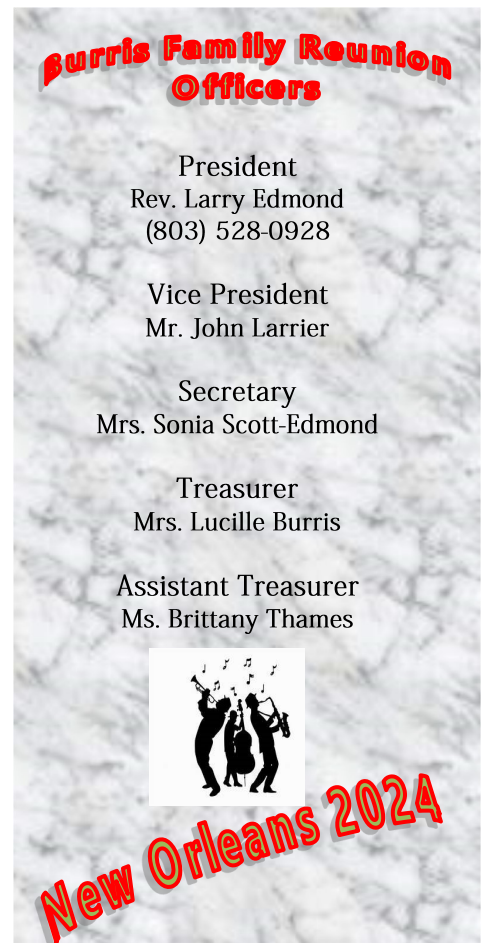 Burris Family Reunion
Officers
President
Rev. Larry Edmond
(803) 528-0928
Vice President
Mr. John Larrier
Secretary
Mrs. Sonia Scott-Edmond
Treasurer
Mrs. Lucille Burris
Assistant Treasurer
Ms. Brittany Thames
New Orleans 2024